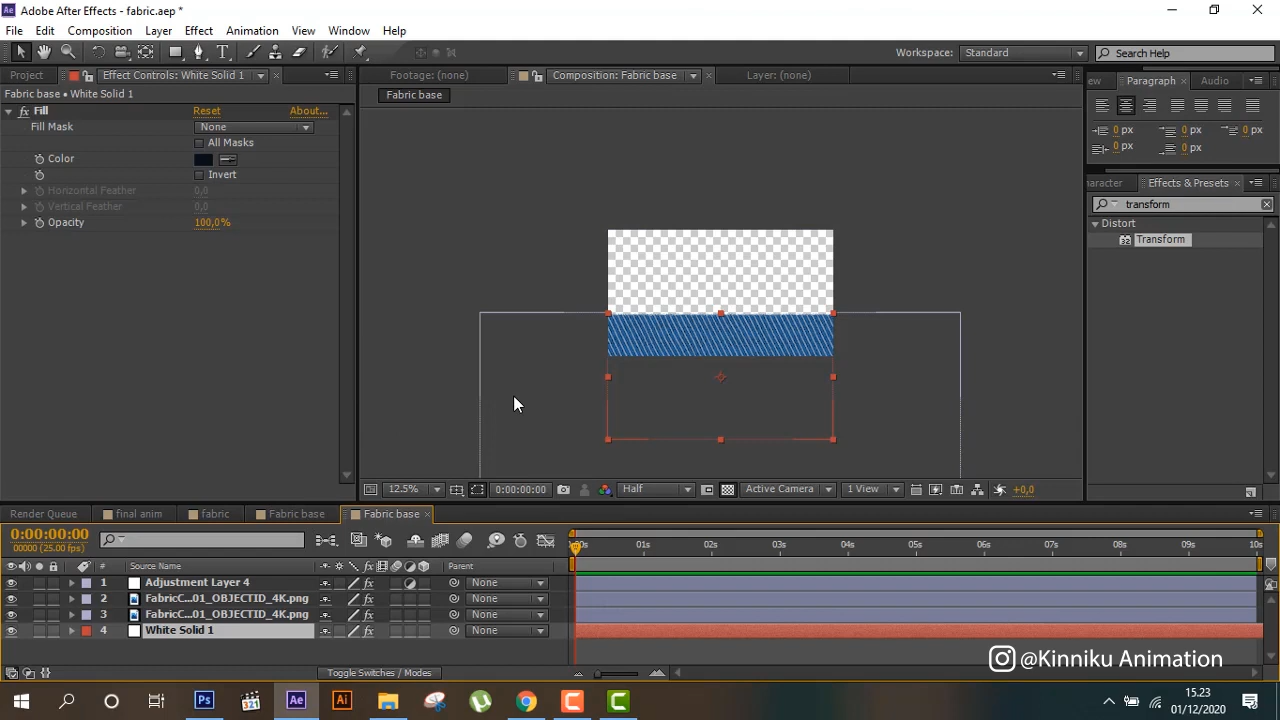 Adobe After Effects - fabric.aep *
File Edit Composition Layer Effect Animation View Window Help
Workspace: Standard Search Help
Project Effect Controls: White Solid 1 Footage: (none) Composition: Fabric base Layer: (none) ew Paragraph Audio
Fabric base • White Solid 1 Fabric base
Fill Reset About...
Fill Mask None
All Masks
Color
Invert
Horizontal Feather 0,0
Vertical Feather 0,0
Opacity 100,0%
0 px 0 px 0 px
0 px 0 px
aracter Effects & Presets
transform
Distort
Transform
12.5% 0:00:00:00 Half Active Camera 1 View +0,0
Render Queue final anim fabric Fabric base Fabric base
0:00:00:00
00000 (25.00 fps)
:00s 01s 02s 03s 04s 05s 06s 07s 08s 09s 10s
# Source Name Parent
1 Adjustment Layer 4 None
2 FabricC...01_OBJECTID_4K.png None
3 FabricC...01_OBJECTID_4K.png None
4 White Solid 1 None
Toggle Switches / Modes
@Kinniku Animation
15.23
01/12/2020